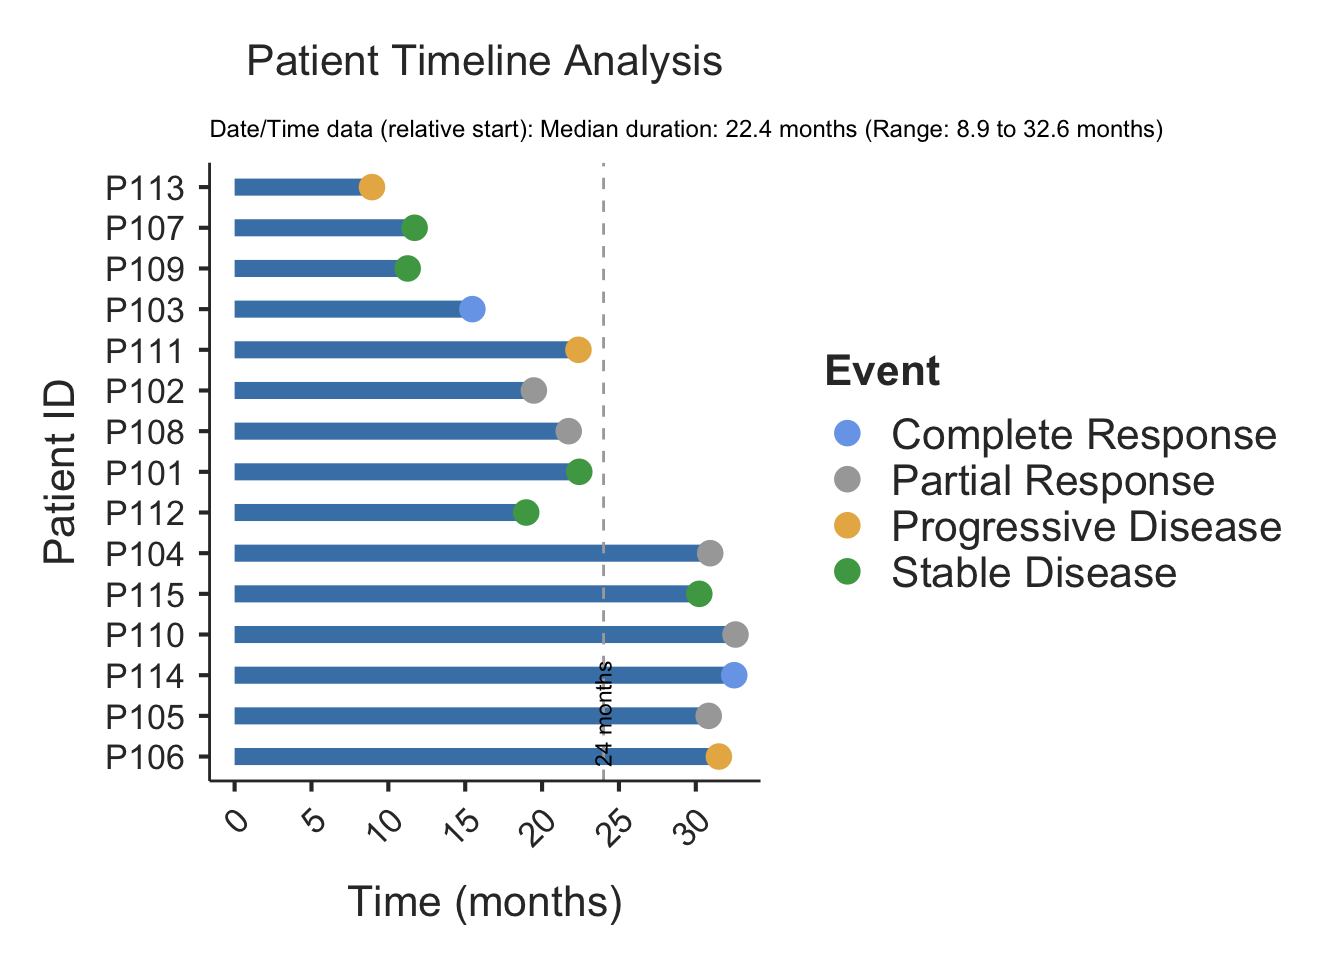 Patient Timeline Analysis
Date/Time data (relative start): Median duration: 22.4 months (Range: 8.9 to 32.6 months)
P113
P107
P109
P103
P111
P102
P108
P101
P112
P104
P115
P110
P114
P105
P106
Patient ID
24 months
0
5
10
15
20
25
30
Time (months)
Event
Complete Response
Partial Response
Progressive Disease
Stable Disease